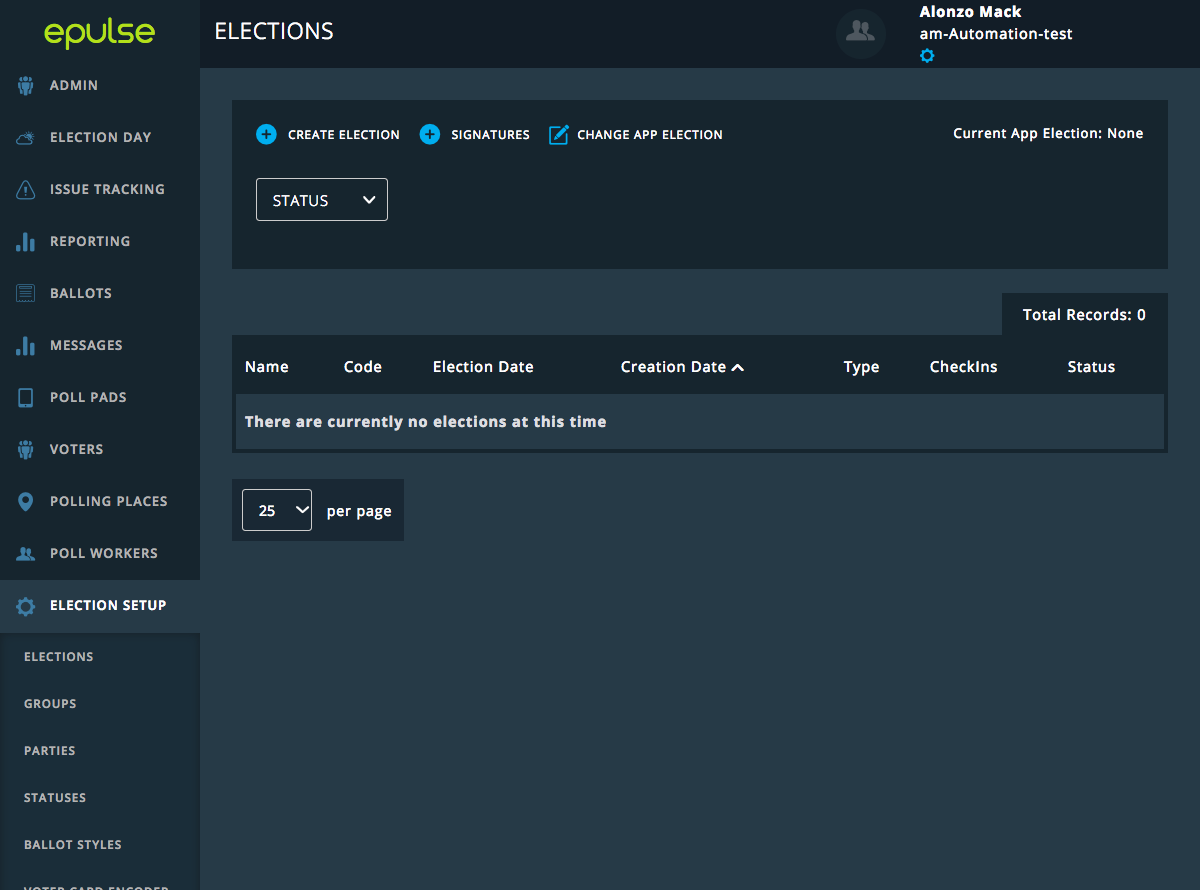 epulse
ELECTIONS
Alonzo Mack
am-Automation-test
ADMIN
ELECTION DAY
ISSUE TRACKING
REPORTING
BALLOTS
MESSAGES
POLL PADS
VOTERS
POLLING PLACES
POLL WORKERS
ELECTION SETUP
ELECTIONS
GROUPS
PARTIES
STATUSES
BALLOT STYLES
VOTER CARD ENCODER
CREATE ELECTION SIGNATURES CHANGE APP ELECTION Current App Election: None
STATUS
Total Records: 0
Name Code Election Date Creation Date Type CheckIns Status
There are currently no elections at this time
25 per page